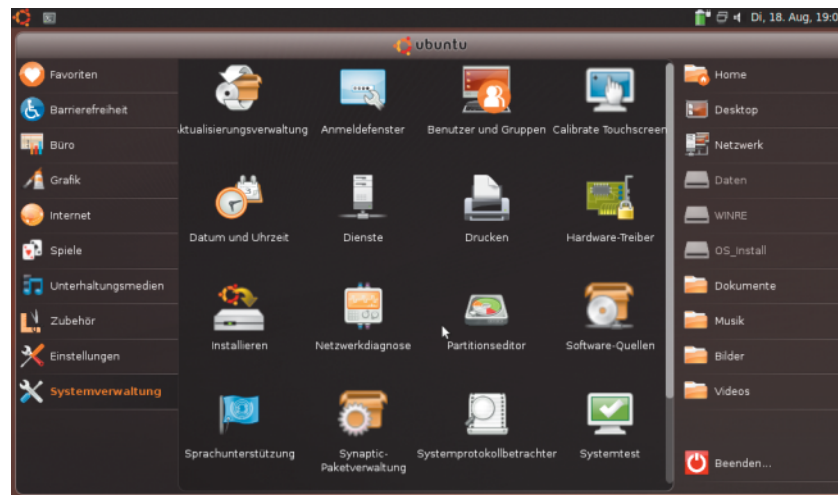 Di, 18. Aug, 19:0
ubuntu
Favoriten
Barrierefreiheit
Büro
Grafik
Internet
Spiele
Unterhaltungsmedien
Zubehör
Einstellungen
Systemverwaltung
ktualisierungsverwaltung
Anmeldefenster
Benutzer und Gruppen
Calibrate Touchscreen
Datum und Uhrzeit
Dienste
Drucken
Hardware-Treiber
Installieren
Netzwerkdiagnose
Partitionseditor
Software-Quellen
Sprachunterstützung
Synaptic-
Paketverwaltung
Systemprotokollbetrachter
Systemtest
Home
Desktop
Netzwerk
Daten
WINRE
OS_Install
Dokumente
Musik
Bilder
Videos
Beenden...